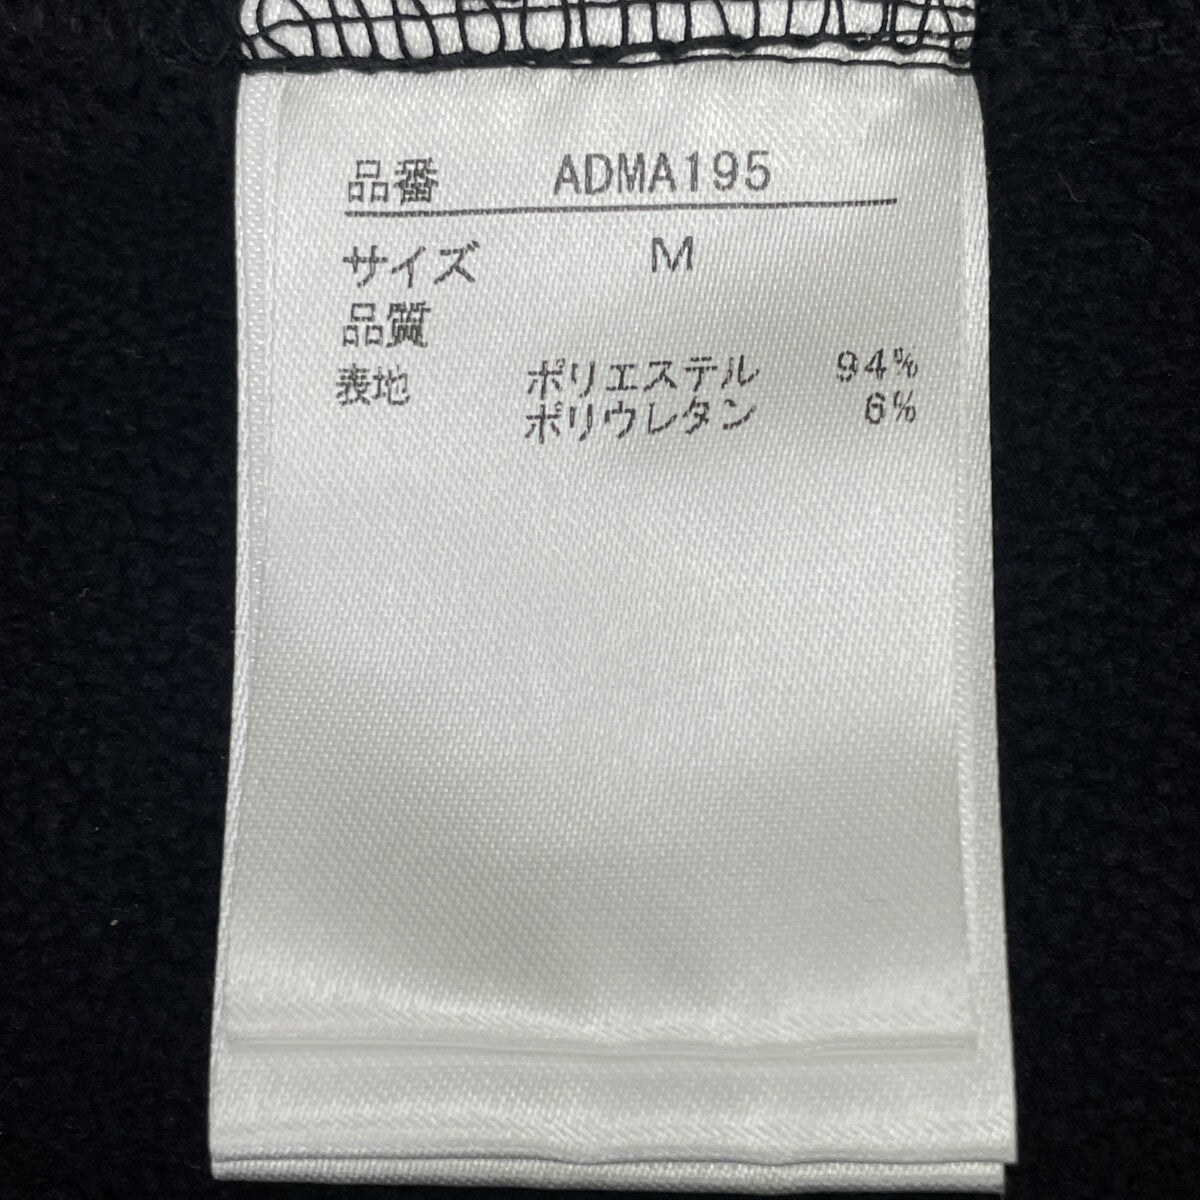 品番 ADMA195
サイズ M
品質
表地 ポリエステル 94%
ポリウレタン 6%